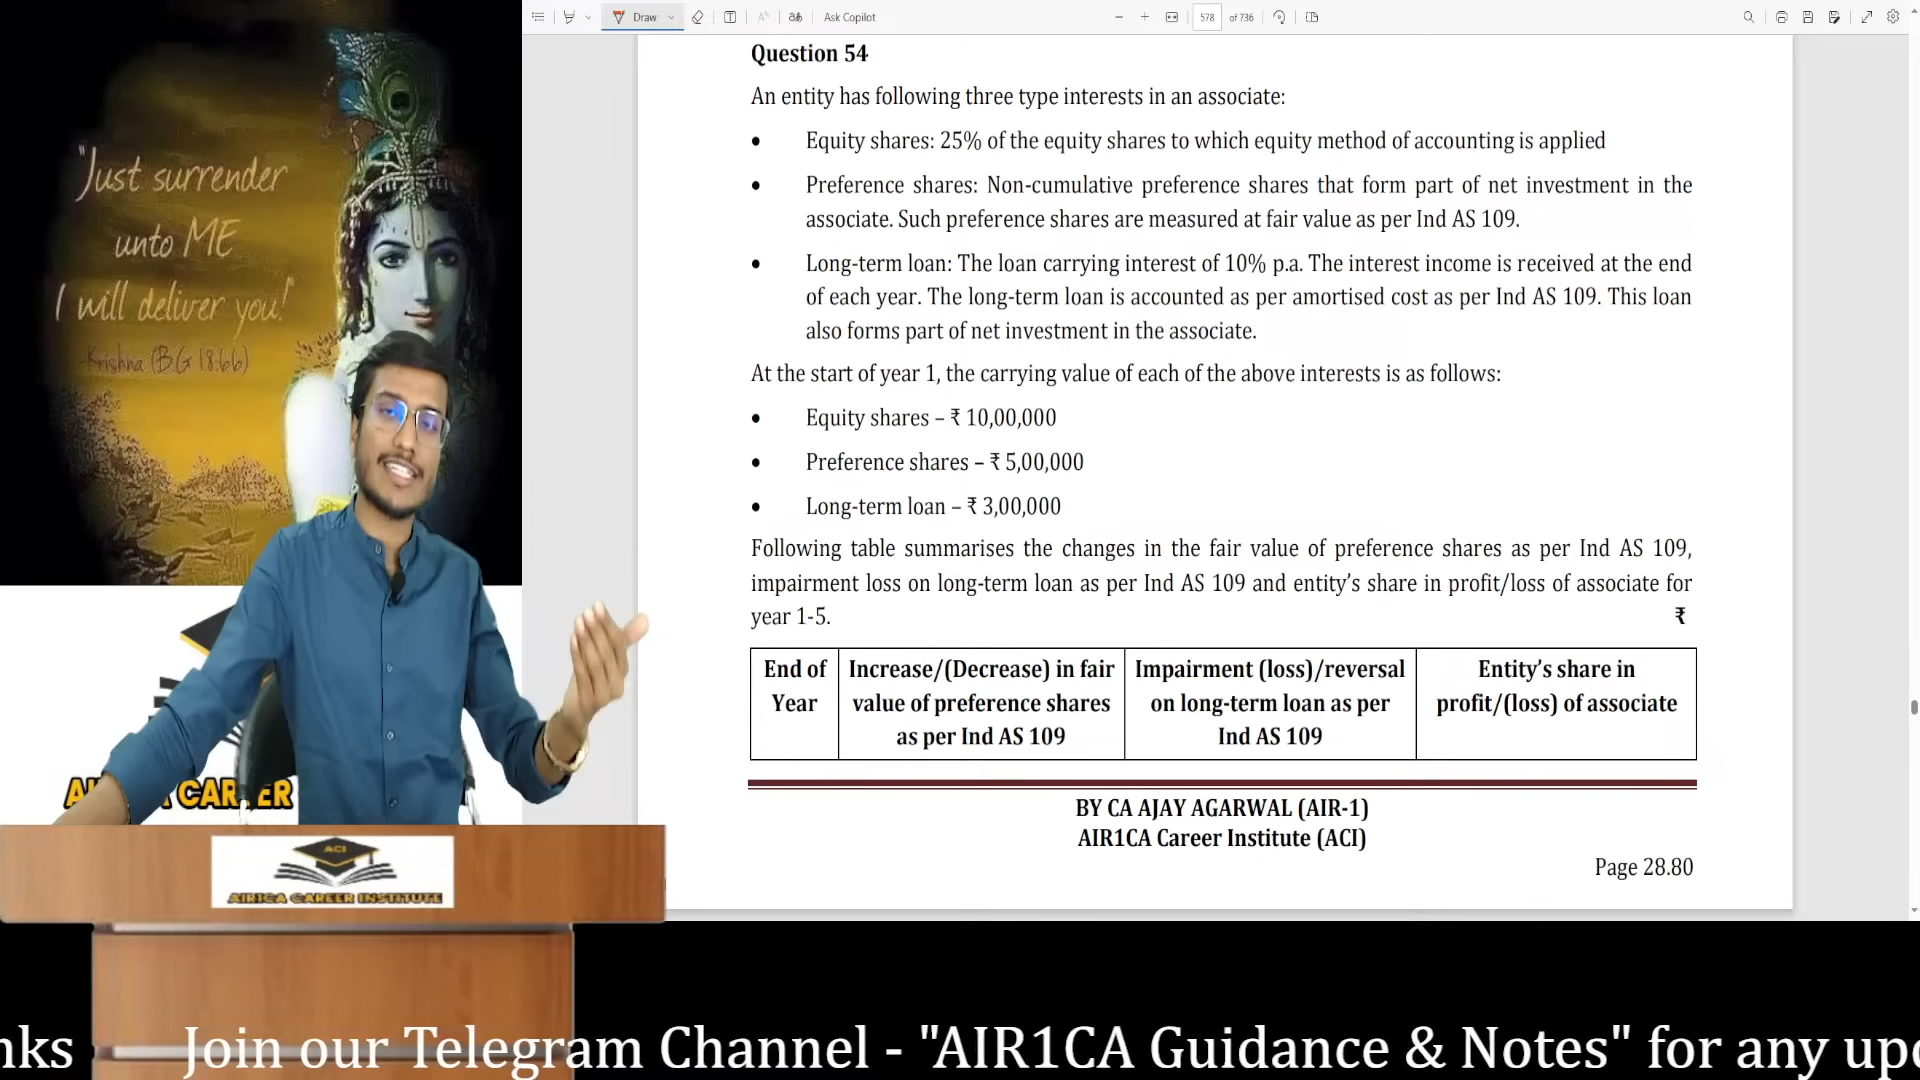 Draw
Ask Copilot
578
of 736
"Just surrender
unto ME
I will deliver you!"
-Krishna (B.G 18:66)
Question 54
An entity has following three type interests in an associate:
• Equity shares: 25% of the equity shares to which equity method of accounting is applied
• Preference shares: Non-cumulative preference shares that form part of net investment in the
associate. Such preference shares are measured at fair value as per Ind AS 109.
• Long-term loan: The loan carrying interest of 10% p.a. The interest income is received at the end
of each year. The long-term loan is accounted as per amortised cost as per Ind AS 109. This loan
also forms part of net investment in the associate.
At the start of year 1, the carrying value of each of the above interests is as follows:
• Equity shares – ₹ 10,00,000
• Preference shares – ₹ 5,00,000
• Long-term loan – ₹ 3,00,000
Following table summarises the changes in the fair value of preference shares as per Ind AS 109,
impairment loss on long-term loan as per Ind AS 109 and entity's share in profit/loss of associate for
year 1-5. ₹
End of
Year
Increase/(Decrease) in fair
value of preference shares
as per Ind AS 109
Impairment (loss)/reversal
on long-term loan as per
Ind AS 109
Entity's share in
profit/(loss) of associate
BY CA AJAY AGARWAL (AIR-1)
AIR1CA Career Institute (ACI)
Page 28.80
ACI
AIR1CA CAREER INSTITUTE
nks Join our Telegram Channel - "AIR1CA Guidance & Notes" for any upd